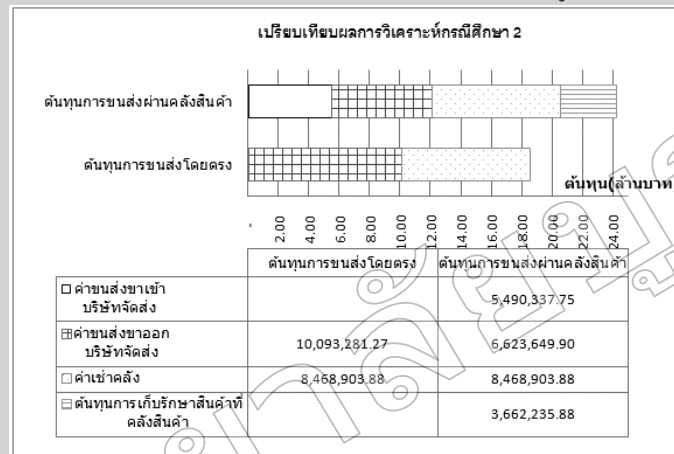 เปรียบเทียบผลการวิเคราะห์กรณีศึกษา 2
ต้นทุนการขนส่งผ่านคลังสินค้า
ต้นทุนการขนส่งโดยตรง
ต้นทุน(ล้านบาท)
- 2.00 4.00 6.00 8.00 10.00 12.00 14.00 16.00 18.00 20.00 22.00 24.00
ต้นทุนการขนส่งโดยตรง ต้นทุนการขนส่งผ่านคลังสินค้า
ค่าขนส่งขาเข้า
บริษัทจัดส่ง
5,490,337.75
ค่าขนส่งขาออก
บริษัทจัดส่ง
10,093,281.27 6,623,649.90
ค่าเช่าคลัง 8,468,903.88 8,468,903.88
ต้นทุนการเก็บรักษาสินค้าที่
คลังสินค้า
3,662,235.88